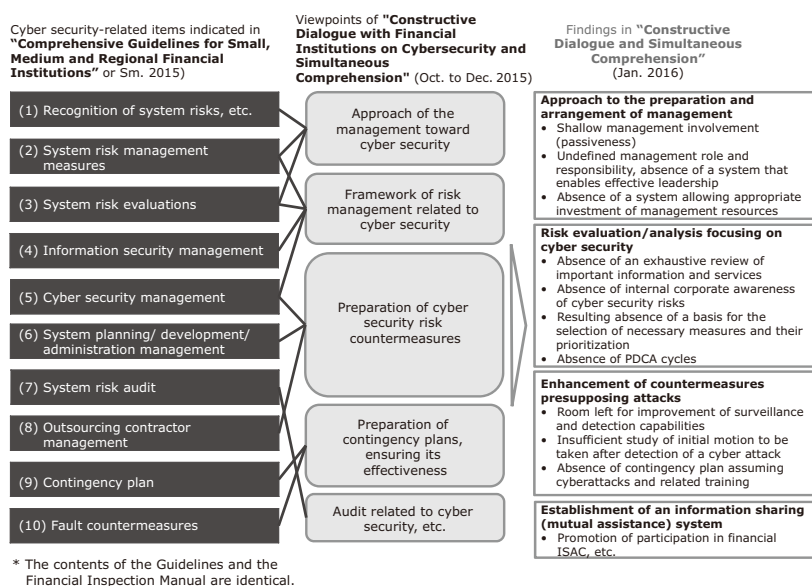 Cyber security-related items indicated in
"Comprehensive Guidelines for Small,
Medium and Regional Financial
Institutions" or Sm. 2015)
(1) Recognition of system risks, etc.
(2) System risk management
measures
(3) System risk evaluations
(4) Information security management
(5) Cyber security management
(6) System planning/ development/
administration management
(7) System risk audit
(8) Outsourcing contractor
management
(9) Contingency plan
(10) Fault countermeasures
* The contents of the Guidelines and the
Financial Inspection Manual are identical.
Viewpoints of "Constructive
Dialogue with Financial
Institutions on Cybersecurity and
Simultaneous
Comprehension" (Oct. to Dec. 2015)
Approach of the
management toward
cyber security
Framework of risk
management related to
cyber security
Preparation of cyber
security risk
countermeasures
Preparation of
contingency plans,
ensuring its
effectiveness
Audit related to cyber
security, etc.
Findings in "Constructive
Dialogue and Simultaneous
Comprehension"
(Jan. 2016)
Approach to the preparation and
arrangement of management
• Shallow management involvement
(passiveness)
• Undefined management role and
responsibility, absence of a system that
enables effective leadership
• Absence of a system allowing appropriate
investment of management resources
Risk evaluation/analysis focusing on
cyber security
• Absence of an exhaustive review of
important information and services
• Absence of internal corporate awareness
of cyber security risks
• Resulting absence of a basis for the
selection of necessary measures and their
prioritization
• Absence of PDCA cycles
Enhancement of countermeasures
presupposing attacks
• Room left for improvement of surveillance
and detection capabilities
• Insufficient study of initial motion to be
taken after detection of a cyber attack
• Absence of contingency plan assuming
cyberattacks and related training
Establishment of an information sharing
(mutual assistance) system
• Promotion of participation in financial
ISAC, etc.